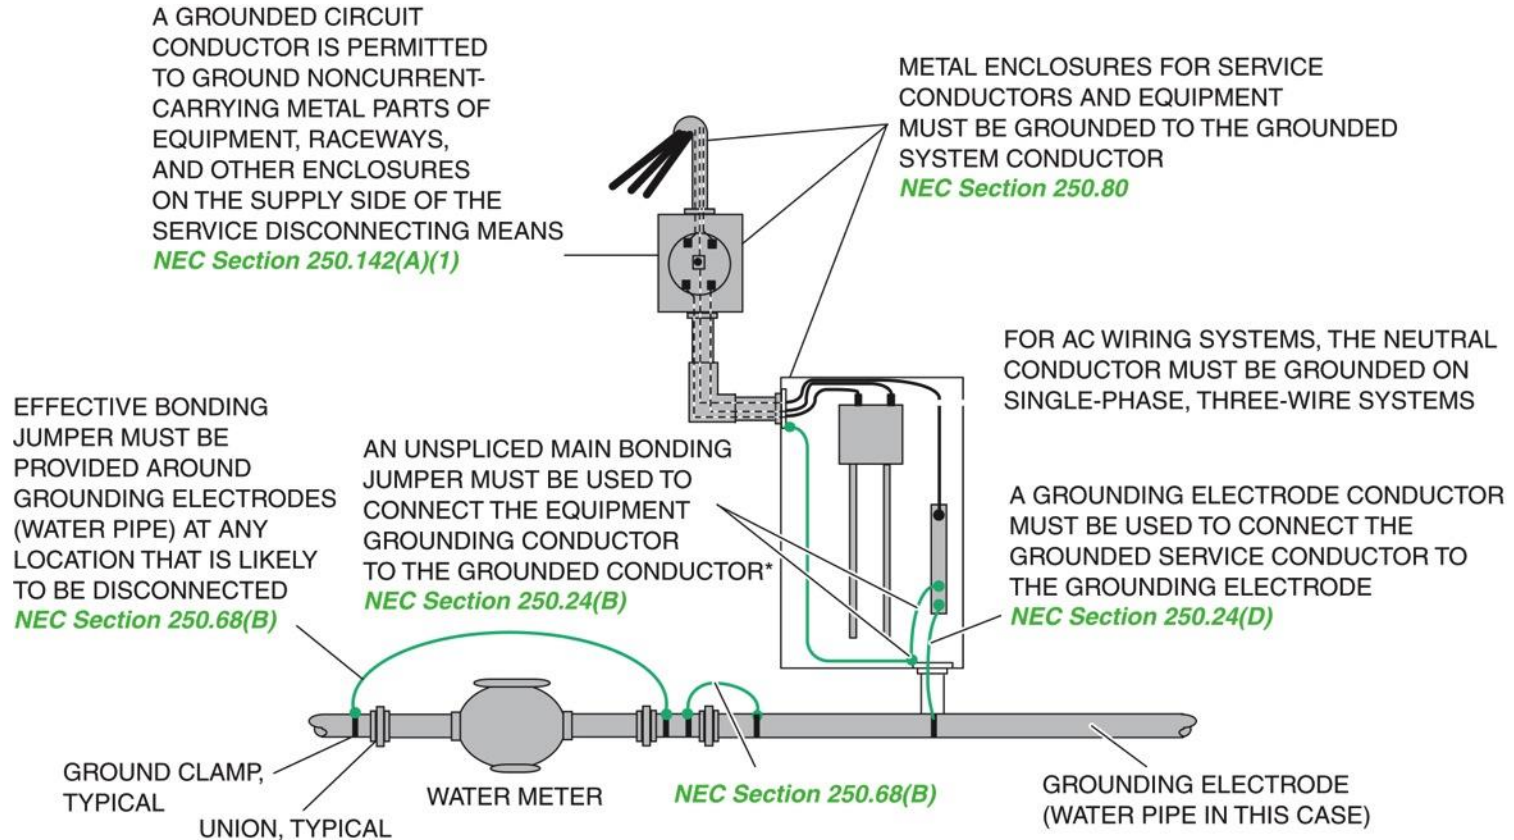 A GROUNDED CIRCUIT
CONDUCTOR IS PERMITTED
TO GROUND NONCURRENT-
CARRYING METAL PARTS OF
EQUIPMENT, RACEWAYS,
AND OTHER ENCLOSURES
ON THE SUPPLY SIDE OF THE
SERVICE DISCONNECTING MEANS
NEC Section 250.142(A)(1)
METAL ENCLOSURES FOR SERVICE
CONDUCTORS AND EQUIPMENT
MUST BE GROUNDED TO THE GROUNDED
SYSTEM CONDUCTOR
NEC Section 250.80
FOR AC WIRING SYSTEMS, THE NEUTRAL
CONDUCTOR MUST BE GROUNDED ON
SINGLE-PHASE, THREE-WIRE SYSTEMS
EFFECTIVE BONDING
JUMPER MUST BE
PROVIDED AROUND
GROUNDING ELECTRODES
(WATER PIPE) AT ANY
LOCATION THAT IS LIKELY
TO BE DISCONNECTED
NEC Section 250.68(B)
AN UNSPLICED MAIN BONDING
JUMPER MUST BE USED TO
CONNECT THE EQUIPMENT
GROUNDING CONDUCTOR
TO THE GROUNDED CONDUCTOR*
NEC Section 250.24(B)
A GROUNDING ELECTRODE CONDUCTOR
MUST BE USED TO CONNECT THE
GROUNDED SERVICE CONDUCTOR TO
THE GROUNDING ELECTRODE
NEC Section 250.24(D)
GROUND CLAMP,
TYPICAL
UNION, TYPICAL
WATER METER
NEC Section 250.68(B)
GROUNDING ELECTRODE
(WATER PIPE IN THIS CASE)